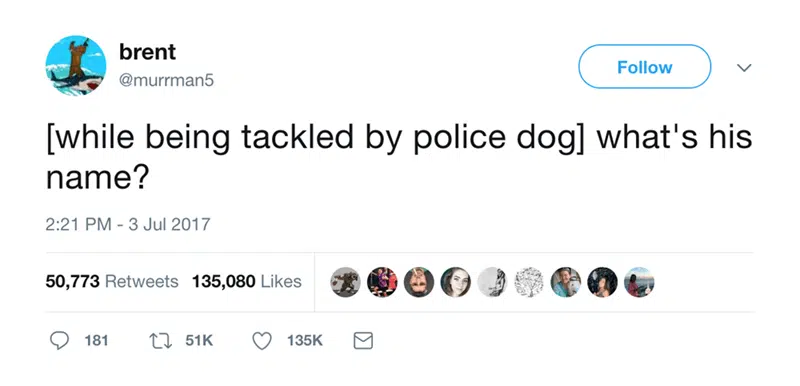 brent
@murrman5
Follow
[while being tackled by police dog] what's his
name?
2:21 PM - 3 Jul 2017
50,773 Retweets 135,080 Likes
181 51K 135K